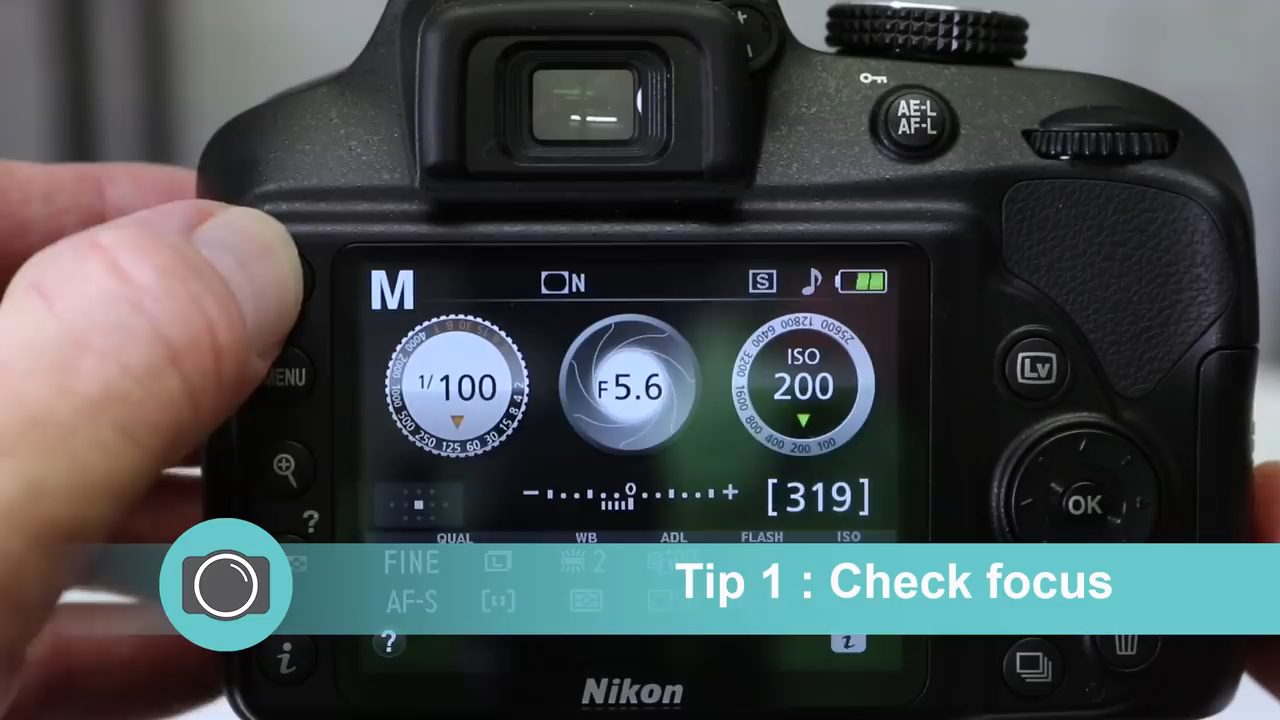 AE-L
AF-L
M
N
S
1/100
F5.6
ISO
200
4000 2000 1000 500 250 125 60 30 15 8 4 2
25600 12800 6400 3200 1600 800 400 200 100
MENU
Lv
OK
[319]
QUAL WB ADL FLASH ISO
FINE L 2
AF-S
?
?
i
i
Tip 1 : Check focus
Nikon